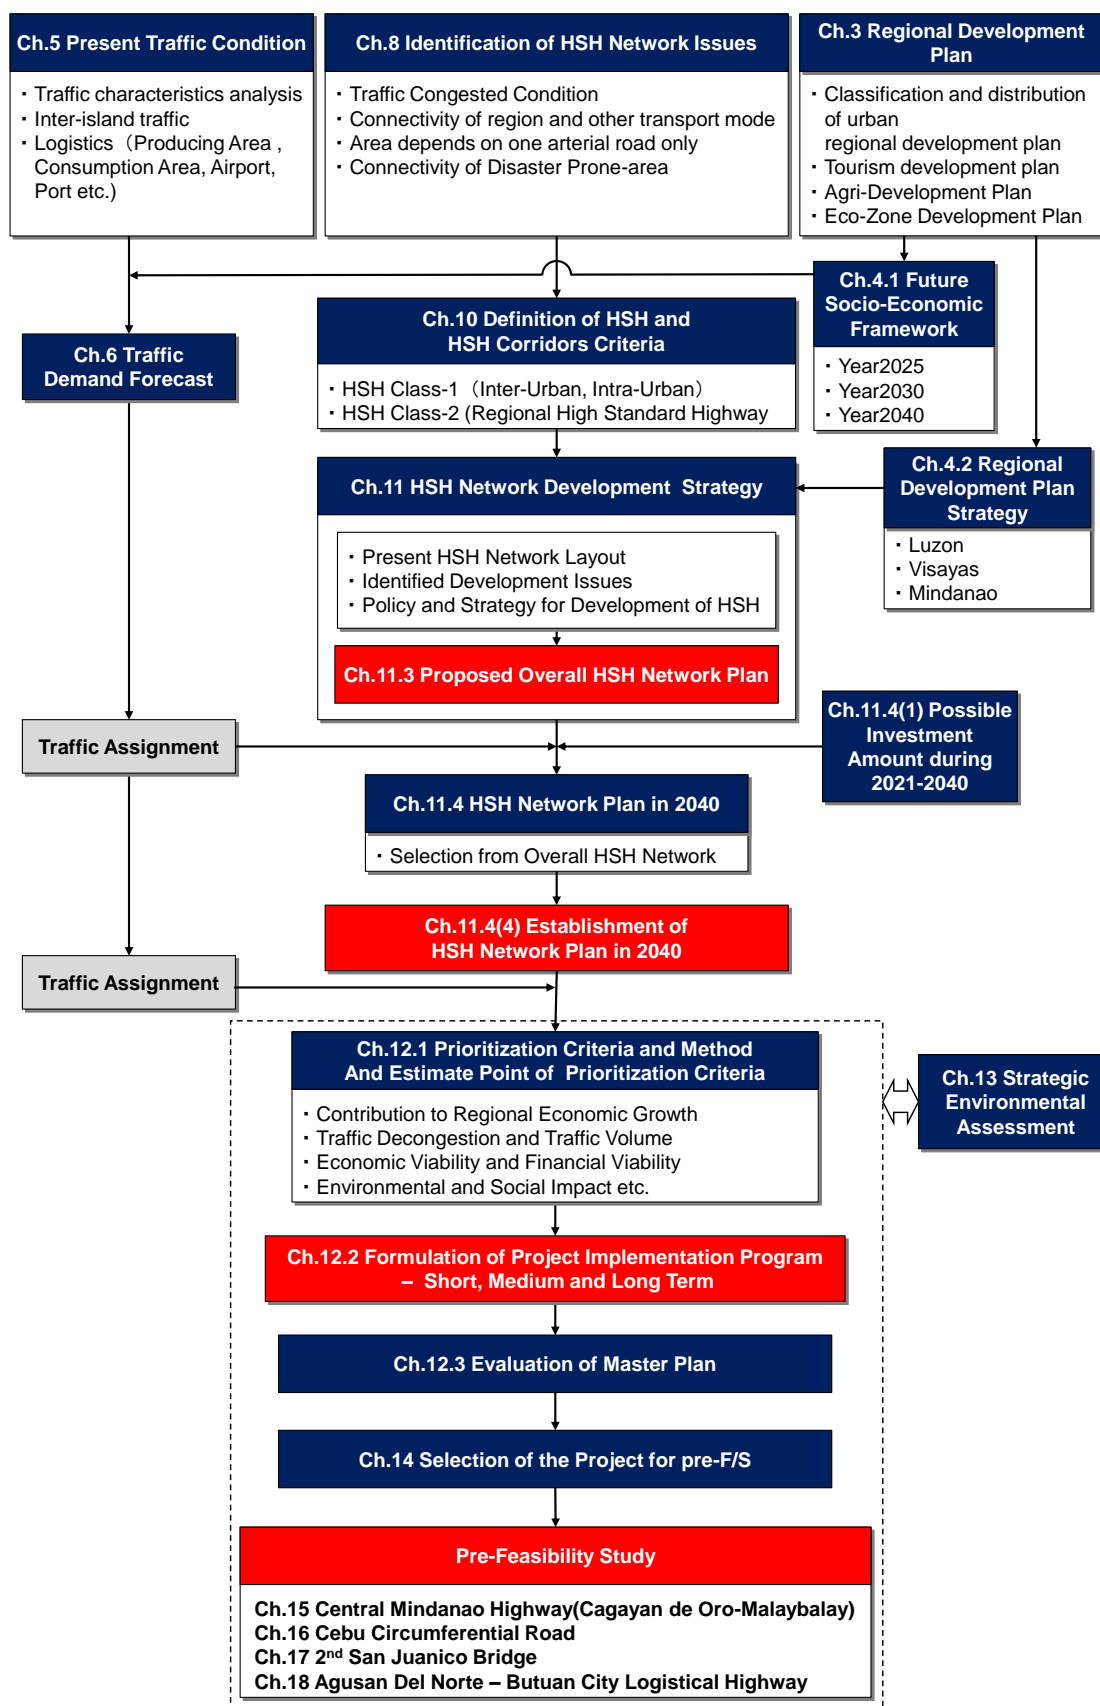 Ch.5 Present Traffic Condition
・Traffic characteristics analysis
・Inter-island traffic
・Logistics（Producing Area ,
Consumption Area, Airport,
Port etc.)
Ch.8 Identification of HSH Network Issues
・Traffic Congested Condition
・Connectivity of region and other transport mode
・Area depends on one arterial road only
・Connectivity of Disaster Prone-area
Ch.3 Regional Development
Plan
・Classification and distribution
of urban
regional development plan
・Tourism development plan
・Agri-Development Plan
・Eco-Zone Development Plan
Ch.4.1 Future
Socio-Economic
Framework
・Year2025
・Year2030
・Year2040
Ch.6 Traffic
Demand Forecast
Ch.10 Definition of HSH and
HSH Corridors Criteria
・HSH Class-1（Inter-Urban, Intra-Urban）
・HSH Class-2 (Regional High Standard Highway
Ch.4.2 Regional
Development Plan
Strategy
・Luzon
・Visayas
・Mindanao
Ch.11 HSH Network Development Strategy
・Present HSH Network Layout
・Identified Development Issues
・Policy and Strategy for Development of HSH
Ch.11.3 Proposed Overall HSH Network Plan
Traffic Assignment
Ch.11.4(1) Possible
Investment
Amount during
2021-2040
Ch.11.4 HSH Network Plan in 2040
・Selection from Overall HSH Network
Ch.11.4(4) Establishment of
HSH Network Plan in 2040
Traffic Assignment
Ch.12.1 Prioritization Criteria and Method
And Estimate Point of Prioritization Criteria
・Contribution to Regional Economic Growth
・Traffic Decongestion and Traffic Volume
・Economic Viability and Financial Viability
・Environmental and Social Impact etc.
Ch.13 Strategic
Environmental
Assessment
Ch.12.2 Formulation of Project Implementation Program
– Short, Medium and Long Term
Ch.12.3 Evaluation of Master Plan
Ch.14 Selection of the Project for pre-F/S
Pre-Feasibility Study
Ch.15 Central Mindanao Highway(Cagayan de Oro-Malaybalay)
Ch.16 Cebu Circumferential Road
Ch.17 2nd San Juanico Bridge
Ch.18 Agusan Del Norte – Butuan City Logistical Highway